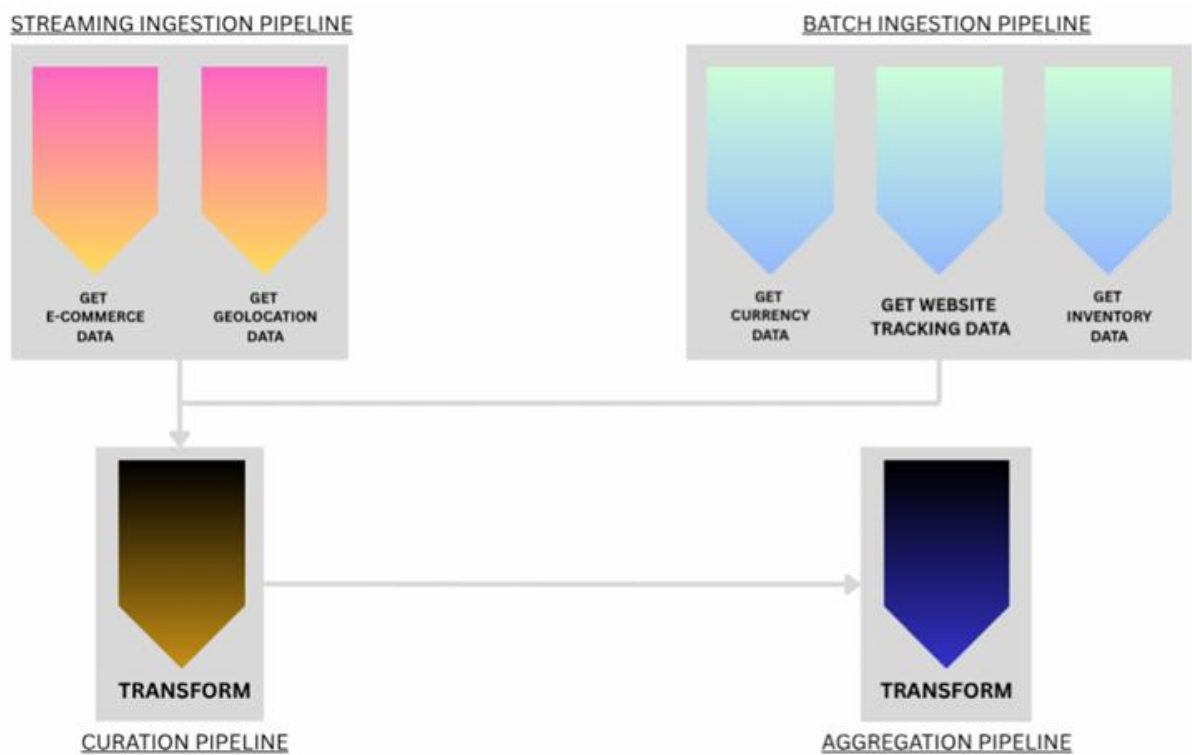 STREAMING INGESTION PIPELINE
BATCH INGESTION PIPELINE
GET
E-COMMERCE
DATA
GET
GEOLOCATION
DATA
GET
CURRENCY
DATA
GET WEBSITE
TRACKING DATA
GET
INVENTORY
DATA
TRANSFORM
CURATION PIPELINE
TRANSFORM
AGGREGATION PIPELINE